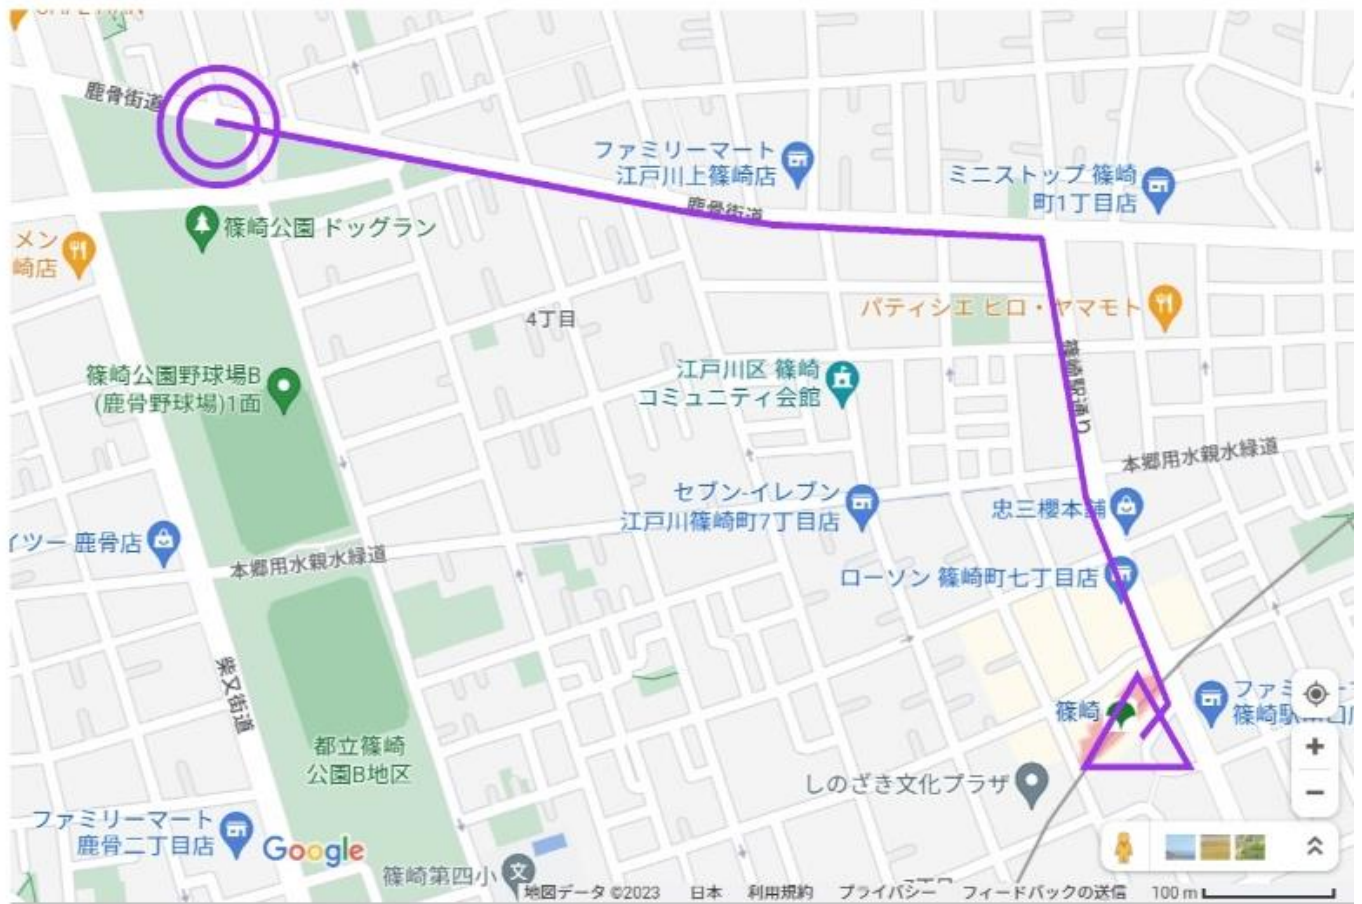 鹿骨街道
ファミリーマート
江戸川上篠崎店
ミニストップ 篠崎
町1丁目店
鹿骨街道
篠崎公園 ドッグラン
メン
崎店
4丁目
パティシエ ヒロ・ヤマモト
篠崎公園野球場B
(鹿骨野球場)1面
江戸川区 篠崎
コミュニティ会館
篠崎駅通り
本郷用水親水緑道
セブン-イレブン
江戸川篠崎町7丁目店
忠三櫻本舗
イツー 鹿骨店
本郷用水親水緑道
ローソン 篠崎町七丁目店
柴又街道
篠崎
ファミ
篠崎駅
都立篠崎
公園B地区
しのざき文化プラザ
ファミリーマート
鹿骨二丁目店
Google
篠崎第四小
文
地図データ ©2023 日本 利用規約 プライバシー フィードバックの送信 100 m